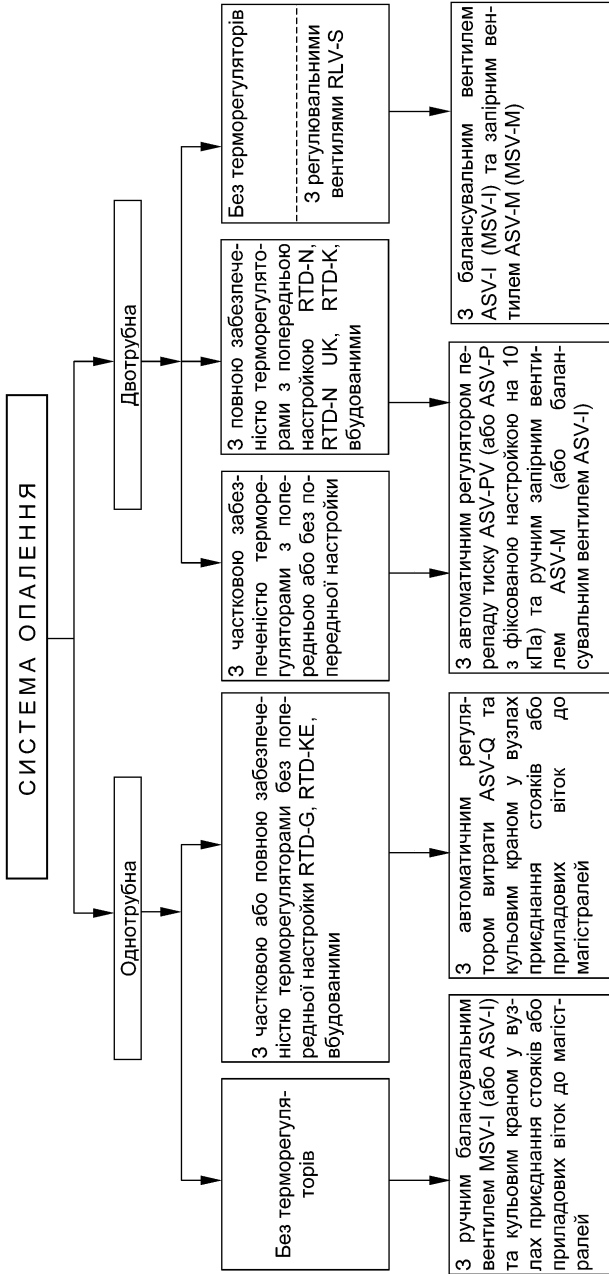 СИСТЕМА ОПАЛЕННЯ
Однотрубна
Двотрубна
Без терморегуля-
торів
З частковою або повною забезпече-
ністю терморегуляторами без попе-
редньої настройки RTD-G, RTD-KE,
вбудованими
З частковою забез-
печеністю терморе-
гуляторами з попе-
редньою або без по-
передньої настройки
З повною забезпече-
ністю терморегулято-
рами з попередньою
настройкою RTD-N,
RTD-N UK, RTD-K,
вбудованими
Без терморегуляторів
З регулювальними
вентилями RLV-S
З ручним балансувальним
вентилем MSV-I (або ASV-I)
та кульовим краном у вуз-
лах приєднання стояків або
приладових віток до магіст-
ралей
З автоматичним регуля-
тором витрати ASV-Q та
кульовим краном у вузлах
приєднання стояків або
приладових віток до
магістралей
З автоматичним регулятором пе-
репаду тиску ASV-PV (або ASV-P
з фіксованою настройкою на 10
кПа) та ручним запірним венти-
лем ASV-M (або балан-
сувальним вентилем ASV-I)
З балансувальним вентилем
ASV-I (MSV-I) та запірним вен-
тилем ASV-M (MSV-M)